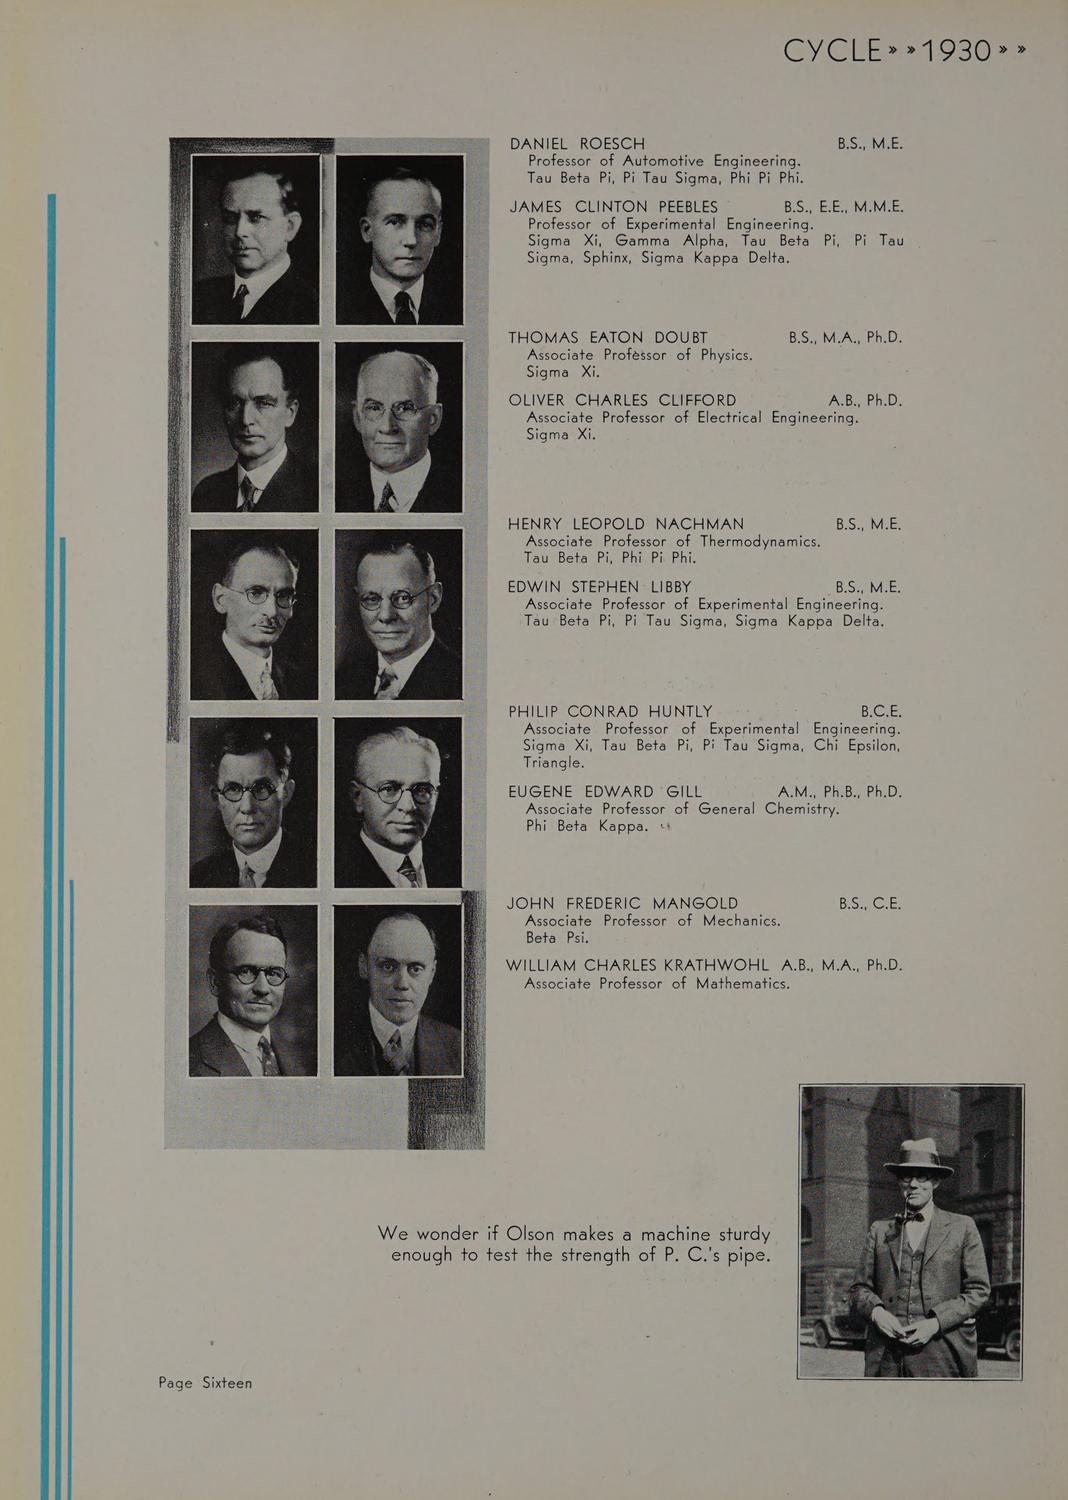 CYCLE » » 1930 » »
DANIEL ROESCH B.S., M.E.
Professor of Automotive Engineering.
Tau Beta Pi, Pi Tau Sigma, Phi Pi Phi.
JAMES CLINTON PEEBLES B.S., E.E., M.M.E.
Professor of Experimental Engineering.
Sigma Xi, Gamma Alpha, Tau Beta Pi, Pi Tau
Sigma, Sphinx, Sigma Kappa Delta.
THOMAS EATON DOUBT B.S., M.A., Ph.D.
Associate Professor of Physics.
Sigma Xi.
OLIVER CHARLES CLIFFORD A.B., Ph.D.
Associate Professor of Electrical Engineering.
Sigma Xi.
HENRY LEOPOLD NACHMAN B.S., M.E.
Associate Professor of Thermodynamics.
Tau Beta Pi, Phi Pi Phi.
EDWIN STEPHEN LIBBY B.S., M.E.
Associate Professor of Experimental Engineering.
Tau Beta Pi, Pi Tau Sigma, Sigma Kappa Delta.
PHILIP CONRAD HUNTLY B.C.E.
Associate Professor of Experimental Engineering.
Sigma Xi, Tau Beta Pi, Pi Tau Sigma, Chi Epsilon,
Triangle.
EUGENE EDWARD GILL A.M., Ph.B., Ph.D.
Associate Professor of General Chemistry.
Phi Beta Kappa.
JOHN FREDERIC MANGOLD B.S., C.E.
Associate Professor of Mechanics.
Beta Psi.
WILLIAM CHARLES KRATHWOHL A.B., M.A., Ph.D.
Associate Professor of Mathematics.
We wonder if Olson makes a machine sturdy
enough to test the strength of P. C.'s pipe.
Page Sixteen